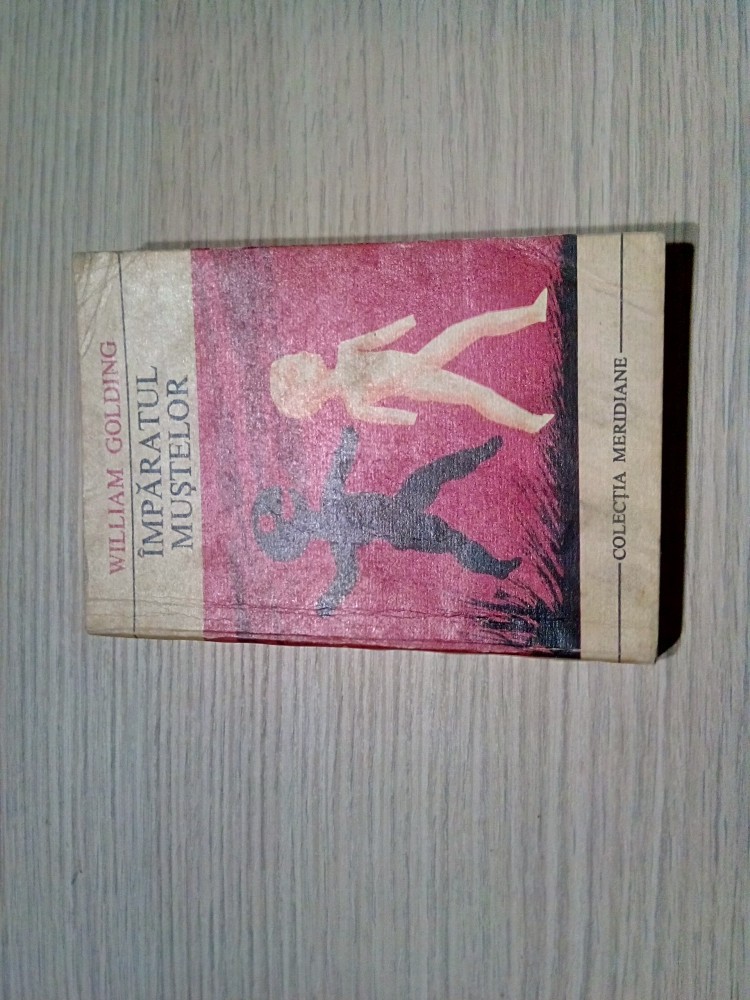 WILLIAM GOLDING
ÎMPĂRATUL
MUȘTELOR
COLECȚIA MERIDIANE